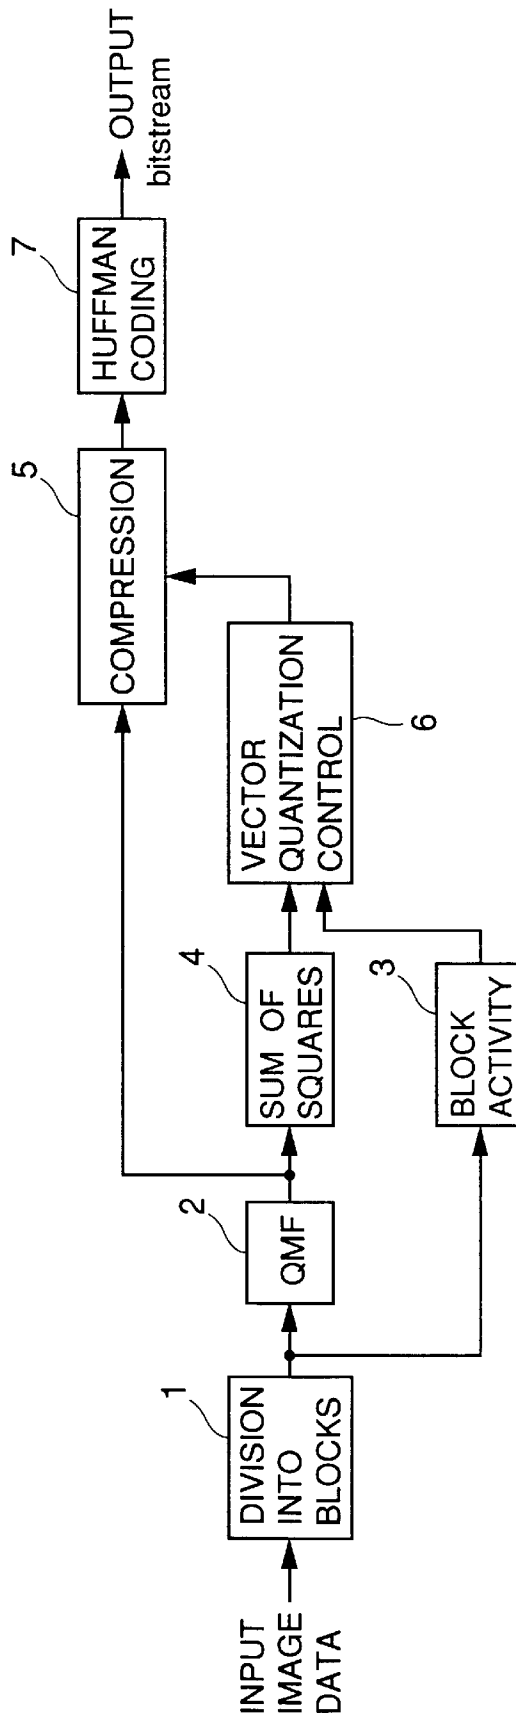 INPUT
IMAGE
DATA
1
DIVISION
INTO
BLOCKS
2
QMF
4
SUM OF
SQUARES
3
BLOCK
ACTIVITY
VECTOR
QUANTIZATION
CONTROL
6
5
COMPRESSION
7
HUFFMAN
CODING
OUTPUT
bitstream